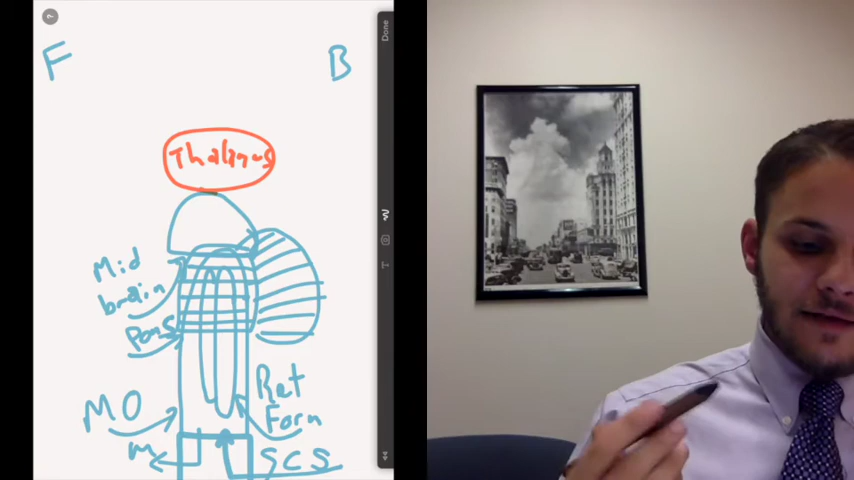 F
B
Thalamus
Mid
brain
Pons
MO
Ret
Form
m
SCS
Done
T
?